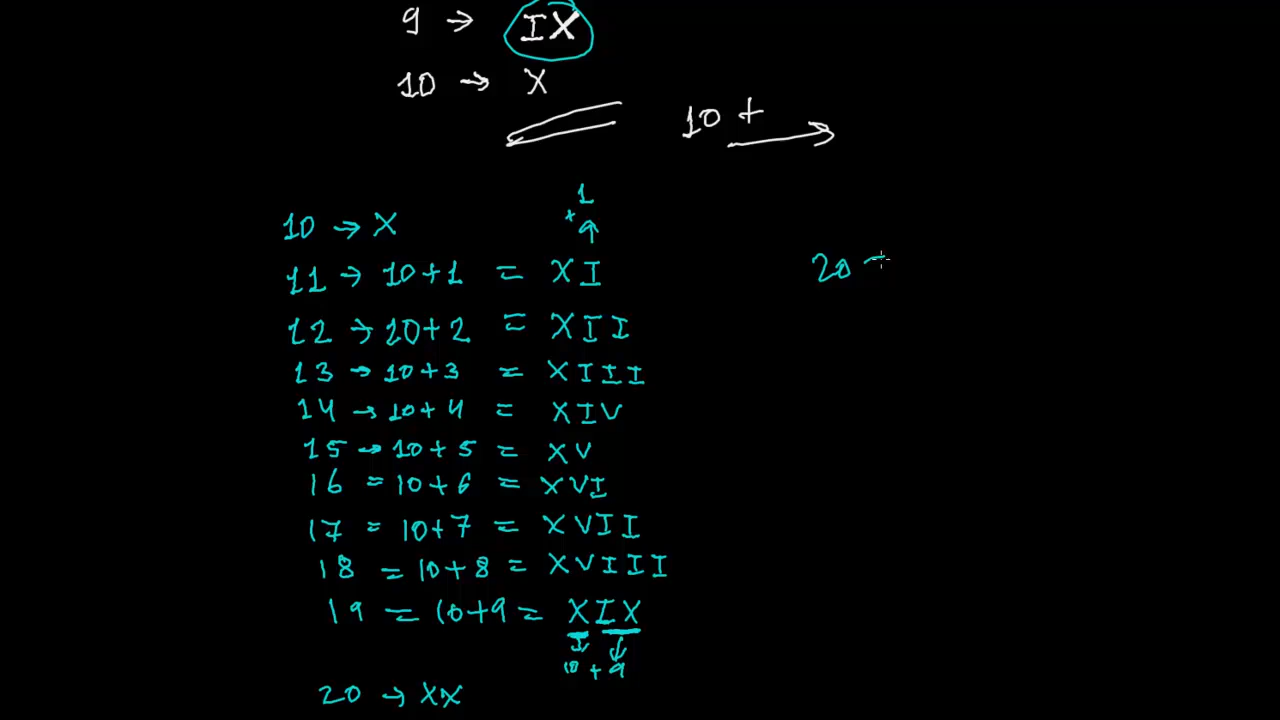 9 → IX
10 → X
10 + →
1
+
10 → X
11 → 10+1 = XI
12 → 20+2 = XII
13 → 10+3 = XIII
14 → 10+4 = XIV
15 → 10+5 = XV
16 = 10+6 = XVI
17 = 10+7 = XVII
18 = 10+8 = XVIII
19 = 10+9 = XIX
10 + 9
20 → XX
20